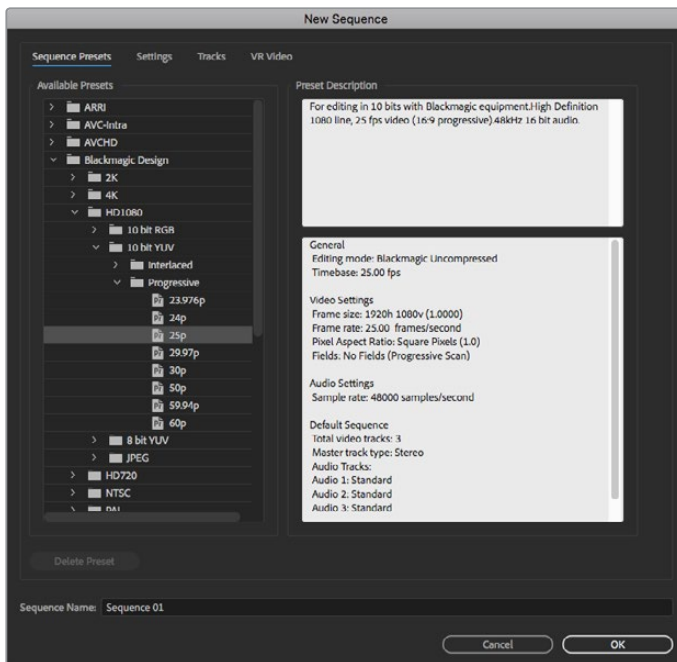 New Sequence
Sequence Presets Settings Tracks VR Video
Available Presets
ARRI
AVC-Intra
AVCHD
Blackmagic Design
2K
4K
HD1080
10 bit RGB
10 bit YUV
Interlaced
Progressive
23.976p
24p
25p
29.97p
30p
50p
59.94p
60p
8 bit YUV
JPEG
HD720
NTSC
PAL
Delete Preset
Preset Description
For editing in 10 bits with Blackmagic equipment.High Definition
1080 line, 25 fps video (16:9 progressive).48kHz 16 bit audio.
General
Editing mode: Blackmagic Uncompressed
Timebase: 25.00 fps
Video Settings
Frame size: 1920h 1080v (1.0000)
Frame rate: 25.00 frames/second
Pixel Aspect Ratio: Square Pixels (1.0)
Fields: No Fields (Progressive Scan)
Audio Settings
Sample rate: 48000 samples/second
Default Sequence
Total video tracks: 3
Master track type: Stereo
Audio Tracks:
Audio 1: Standard
Audio 2: Standard
Audio 3: Standard
Sequence Name: Sequence 01
Cancel OK